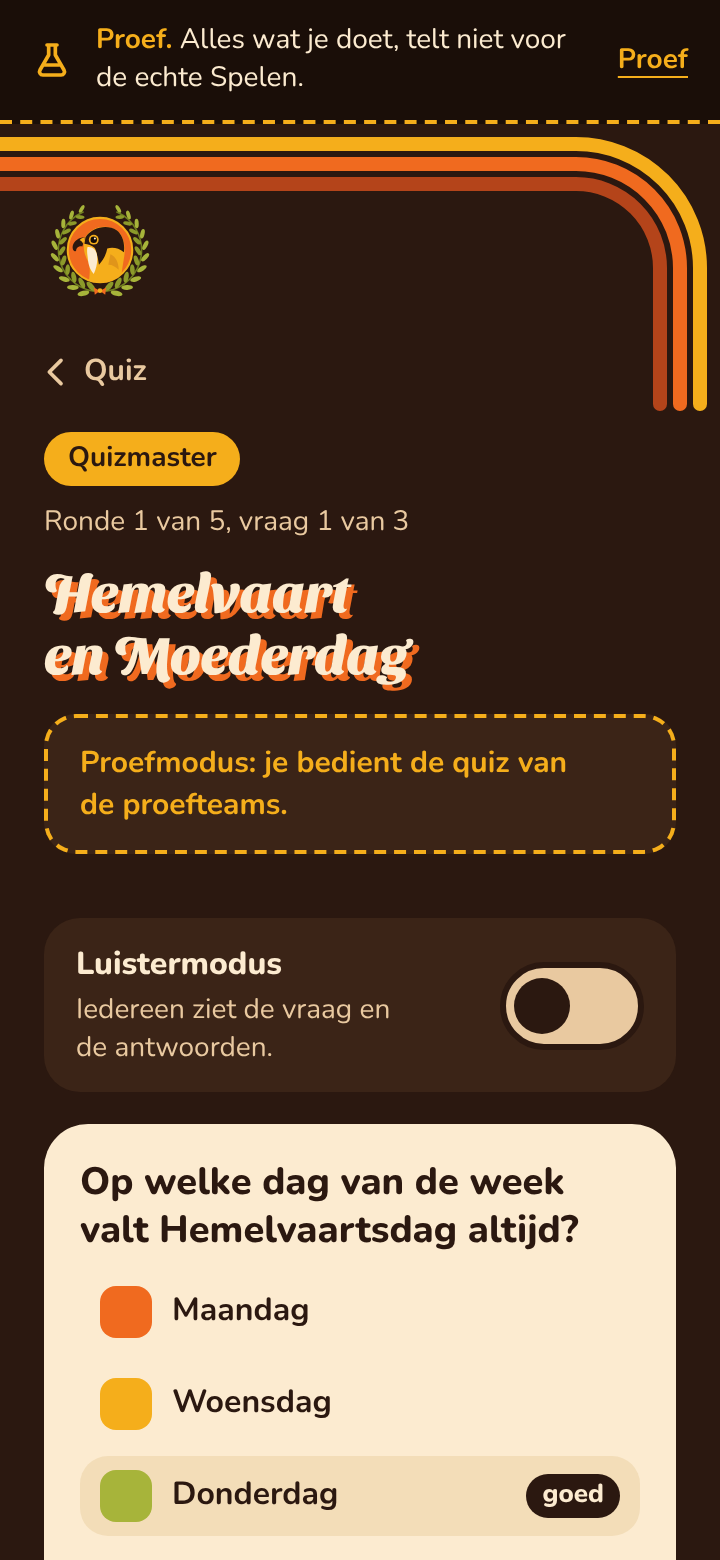 Proef. Alles wat je doet, telt niet voor
de echte Spelen.
Proef
Quiz
Quizmaster
Ronde 1 van 5, vraag 1 van 3
Hemelvaart
en Moederdag
Proefmodus: je bedient de quiz van
de proefteams.
Luistermodus
Iedereen ziet de vraag en
de antwoorden.
Op welke dag van de week
valt Hemelvaartsdag altijd?
Maandag
Woensdag
Donderdag goed